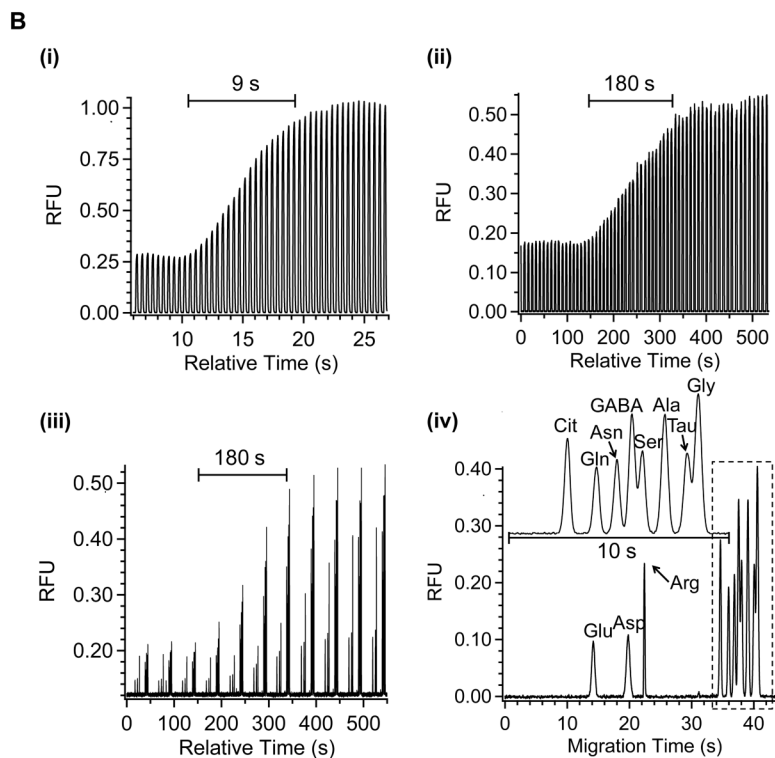 B
(i)
9 s
1.00
0.75
0.50
0.25
0.00
RFU
10
15
20
25
Relative Time (s)
(ii)
180 s
0.50
0.40
0.30
0.20
0.10
0.00
RFU
0
100
200
300
400
500
Relative Time (s)
(iii)
180 s
0.50
0.40
0.30
0.20
RFU
0
100
200
300
400
500
Relative Time (s)
(iv)
Cit
Gln
Asn
GABA
Ser
Ala
Tau
Gly
10 s
0.40
0.30
0.20
0.10
0.00
RFU
Glu
Asp
Arg
0
10
20
30
40
Migration Time (s)